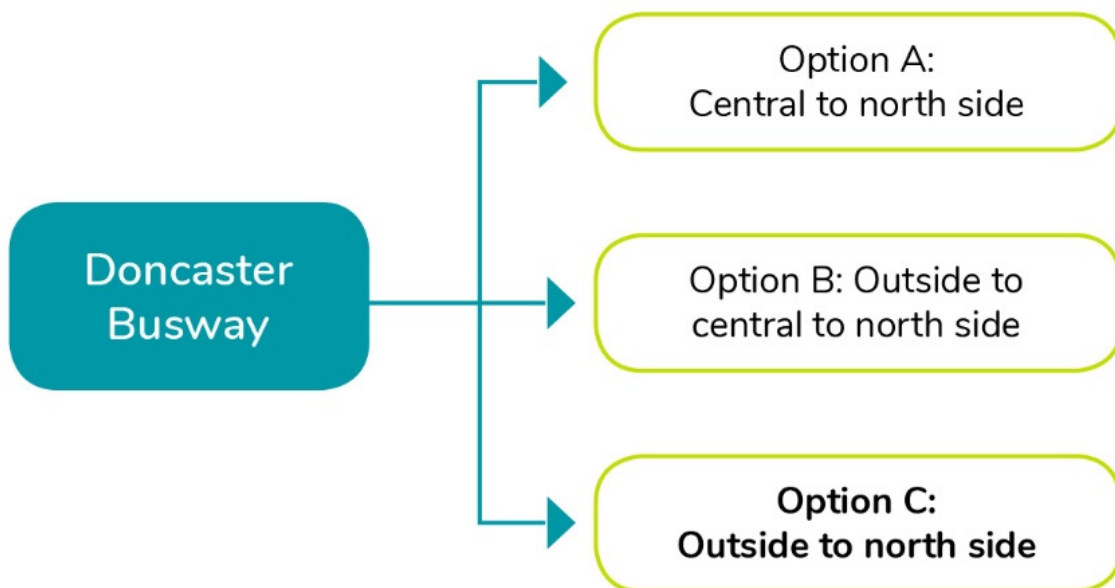 Doncaster
Busway
Option A:
Central to north side
Option B: Outside to
central to north side
Option C:
Outside to north side